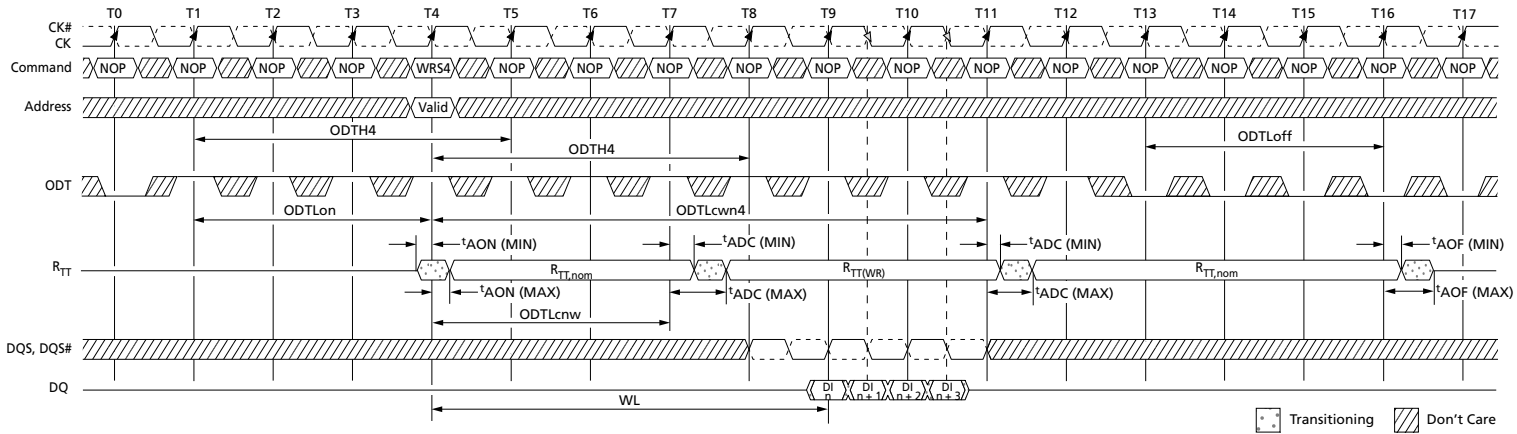 T0 T1 T2 T3 T4 T5 T6 T7 T8 T9 T10 T11 T12 T13 T14 T15 T16 T17
CK#
CK
Command NOP NOP NOP NOP WRS4 NOP NOP NOP NOP NOP NOP NOP NOP NOP NOP NOP NOP NOP
Address Valid
ODTH4 ODTLoff
ODTH4
ODT
ODTLon ODTLcwn4
tAON (MIN) tADC (MIN) tADC (MIN) tAOF (MIN)
RTT RTT,nom RTT(WR) RTT,nom
tAON (MAX) tADC (MAX) tADC (MAX) tAOF (MAX)
ODTLcnw
DQS, DQS#
DQ DI n DI n + 1 DI n + 2 DI n + 3
WL
Transitioning Don't Care